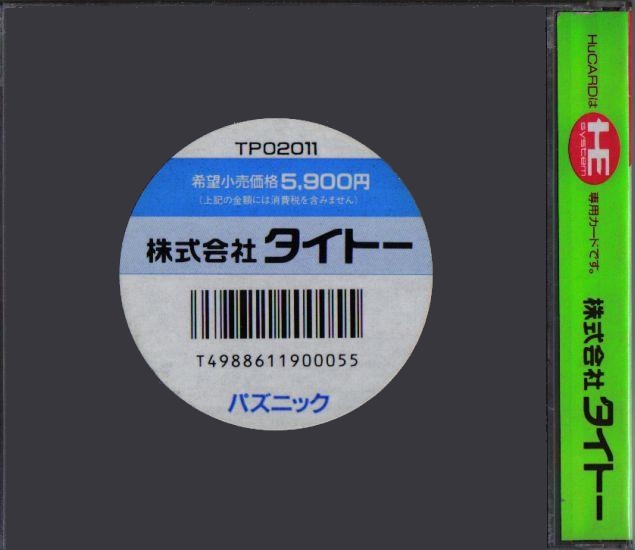 TP02011
希望小売価格5,900円
(上記の金額には消費税を含みません)
株式会社 タイトー
T4988611900055
パズニック
HuCARDは
HE
system
専用カードです。
株式会社 タイトー